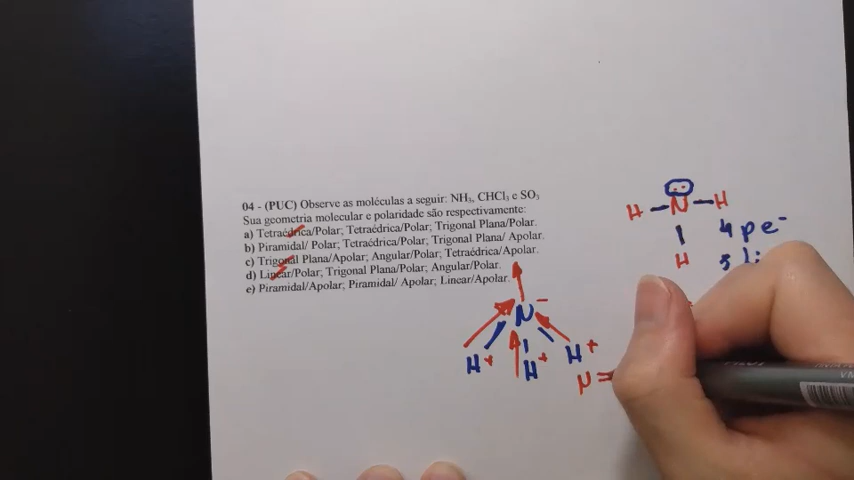 04 - (PUC) Observe as moléculas a seguir: NH₃, CHCl₃ e SO₃
Sua geometria molecular e polaridade são respectivamente:
a) Tetraédrica/Polar; Tetraédrica/Polar; Trigonal Plana/Polar.
b) Piramidal/ Polar; Tetraédrica/Polar; Trigonal Plana/ Apolar.
c) Trigonal Plana/Apolar; Angular/Polar; Tetraédrica/Apolar.
d) Linear/Polar; Trigonal Plana/Polar; Angular/Polar.
e) Piramidal/Apolar; Piramidal/ Apolar; Linear/Apolar.
H – N – H
H
4 pe⁻
3 li
N⁻
H⁺ H⁺ H⁺
μ =